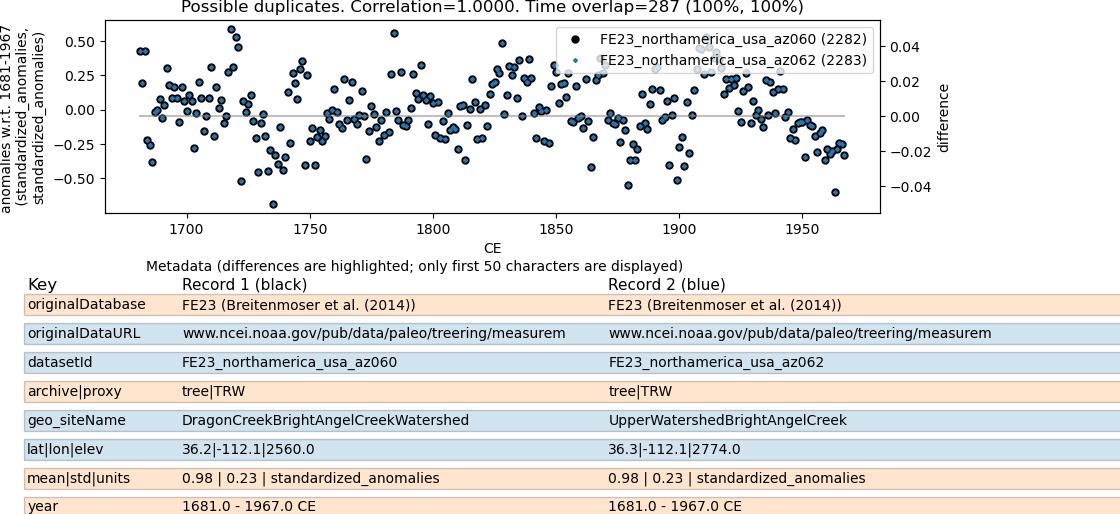 Possible duplicates. Correlation=1.0000. Time overlap=287 (100%, 100%)
anomalies w.r.t. 1681-1967
(standardized_anomalies,
standardized_anomalies)
0.50
0.25
0.00
−0.25
−0.50
FE23_northamerica_usa_az060 (2282)
FE23_northamerica_usa_az062 (2283)
0.04
0.02
0.00
−0.02
−0.04
difference
1700 1750 1800 1850 1900 1950
CE
Metadata (differences are highlighted; only first 50 characters are displayed)
Key Record 1 (black) Record 2 (blue)
originalDatabase FE23 (Breitenmoser et al. (2014)) FE23 (Breitenmoser et al. (2014))
originalDataURL www.ncei.noaa.gov/pub/data/paleo/treering/measurem www.ncei.noaa.gov/pub/data/paleo/treering/measurem
datasetId FE23_northamerica_usa_az060 FE23_northamerica_usa_az062
archive|proxy tree|TRW tree|TRW
geo_siteName DragonCreekBrightAngelCreekWatershed UpperWatershedBrightAngelCreek
lat|lon|elev 36.2|-112.1|2560.0 36.3|-112.1|2774.0
mean|std|units 0.98 | 0.23 | standardized_anomalies 0.98 | 0.23 | standardized_anomalies
year 1681.0 - 1967.0 CE 1681.0 - 1967.0 CE